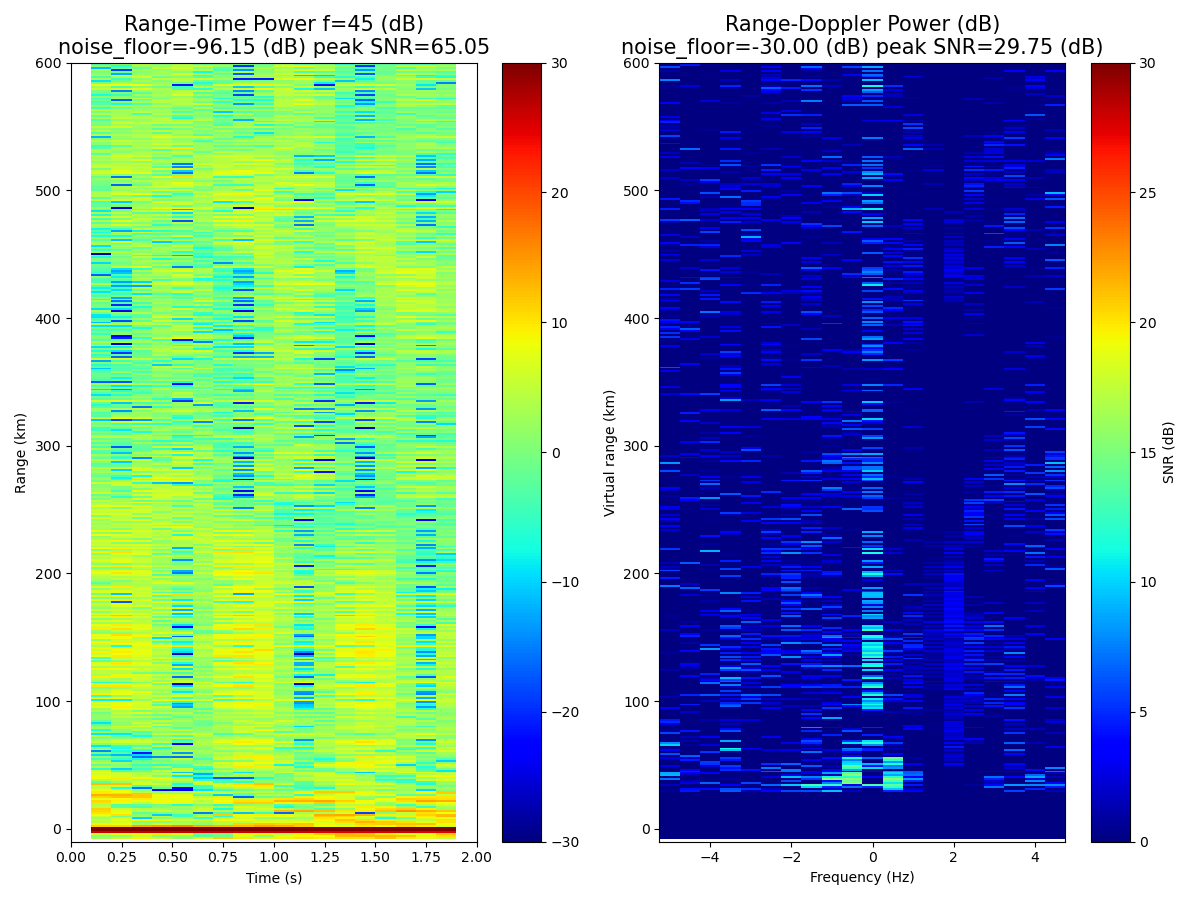 Range-Time Power f=45 (dB)
noise_floor=-96.15 (dB) peak SNR=65.05
Range-Doppler Power (dB)
noise_floor=-30.00 (dB) peak SNR=29.75 (dB)
600
500
400
300
200
100
0
Range (km)
0.00 0.25 0.50 0.75 1.00 1.25 1.50 1.75 2.00
Time (s)
30
20
10
0
−10
−20
−30
600
500
400
300
200
100
0
Virtual range (km)
−4 −2 0 2 4
Frequency (Hz)
30
25
20
15
10
5
0
SNR (dB)